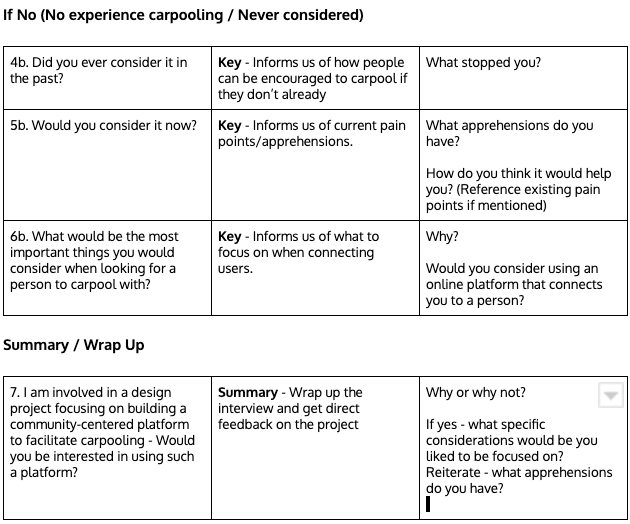 If No (No experience carpooling / Never considered)
4b. Did you ever consider it in
the past?
Key - Informs us of how people
can be encouraged to carpool if
they don't already
What stopped you?
5b. Would you consider it now?
Key - Informs us of current pain
points/apprehensions.
What apprehensions do you
have?
How do you think it would help
you? (Reference existing pain
points if mentioned)
6b. What would be the most
important things you would
consider when looking for a
person to carpool with?
Key - Informs us of what to
focus on when connecting
users.
Why?
Would you consider using an
online platform that connects
you to a person?
Summary / Wrap Up
7. I am involved in a design
project focusing on building a
community-centered platform
to facilitate carpooling - Would
you be interested in using such
a platform?
Summary - Wrap up the
interview and get direct
feedback on the project
Why or why not?
If yes - what specific
considerations would be you
liked to be focused on?
Reiterate - what apprehensions
do you have?